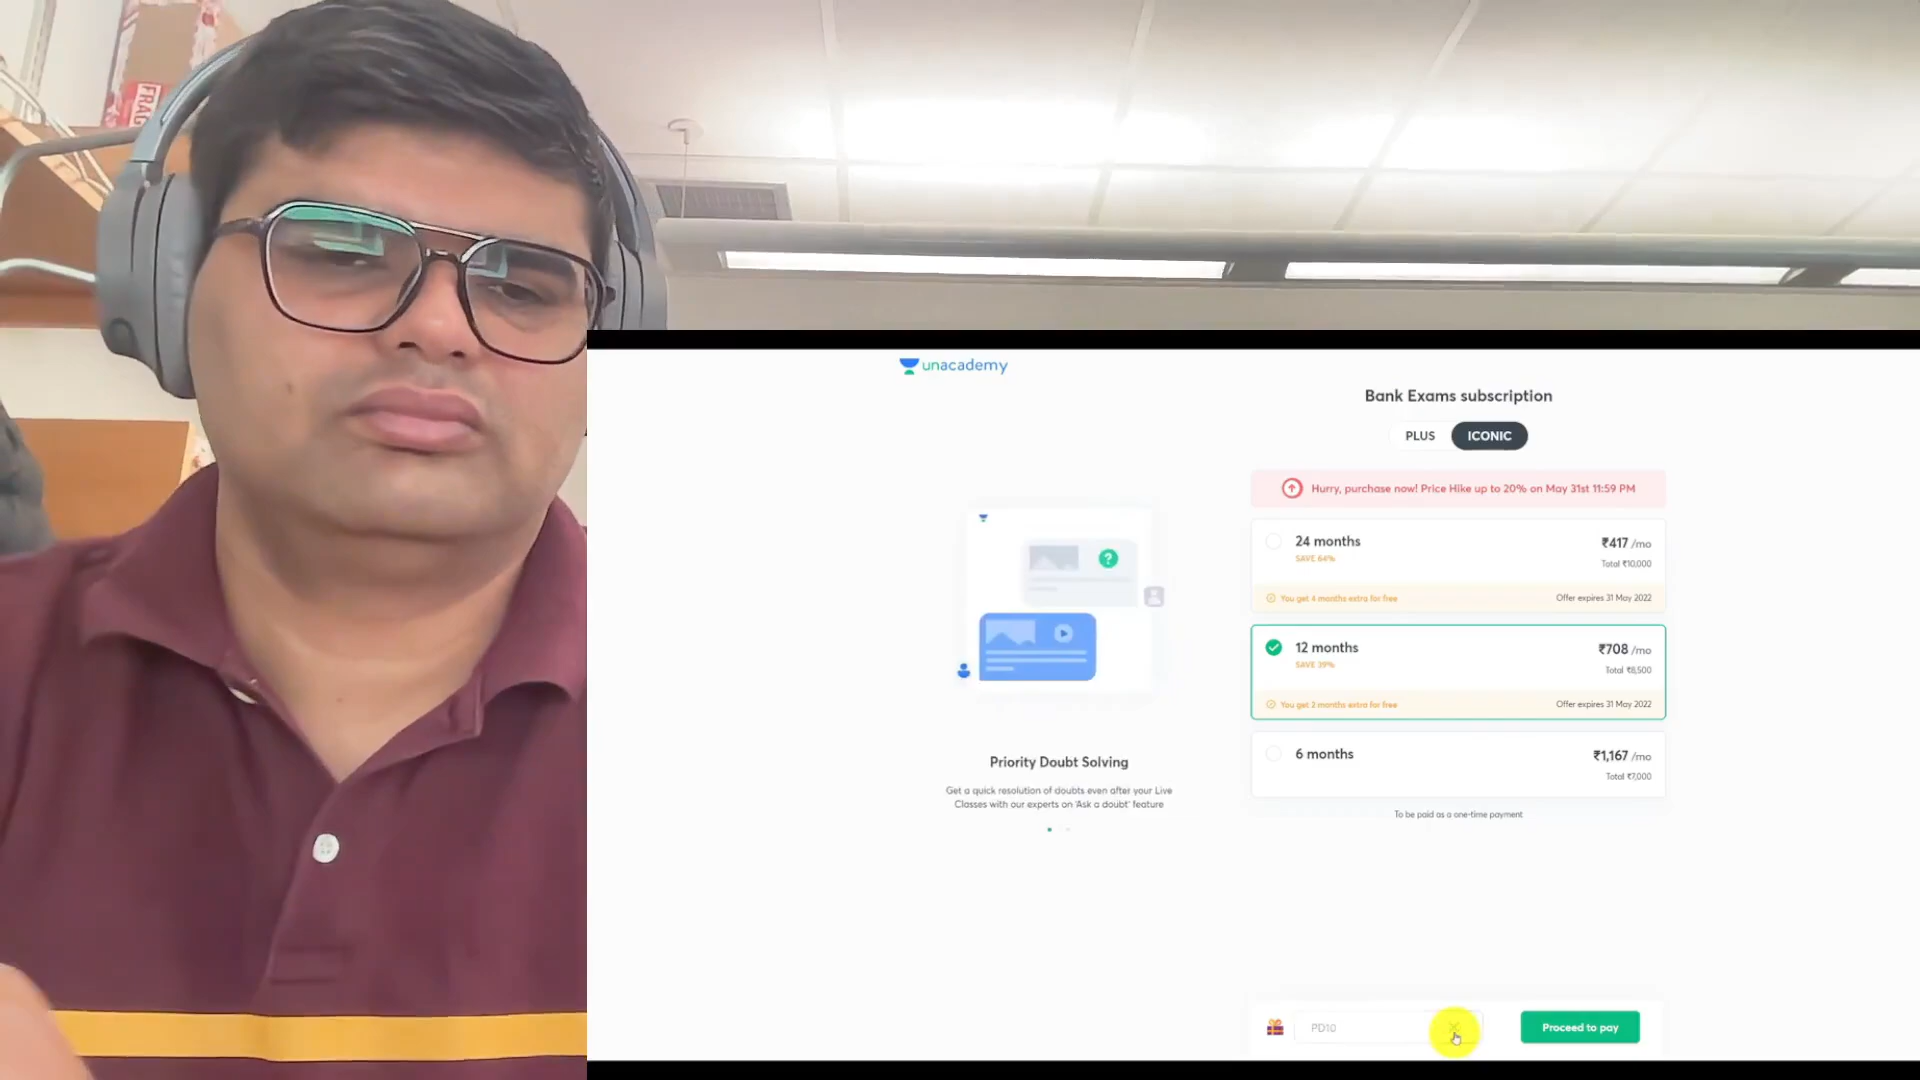 FRAG
unacademy
Bank Exams subscription
PLUS ICONIC
Hurry, purchase now! Price Hike up to 20% on May 31st 11:59 PM
24 months ₹417 /mo
SAVE 64% Total ₹10,000
You get 4 months extra for free Offer expires 31 May 2022
12 months ₹708 /mo
SAVE 39% Total ₹8,500
You get 2 months extra for free Offer expires 31 May 2022
6 months ₹1,167 /mo
Total ₹7,000
To be paid as a one-time payment
Priority Doubt Solving
Get a quick resolution of doubts even after your Live
Classes with our experts on 'Ask a doubt' feature
PD10
Proceed to pay